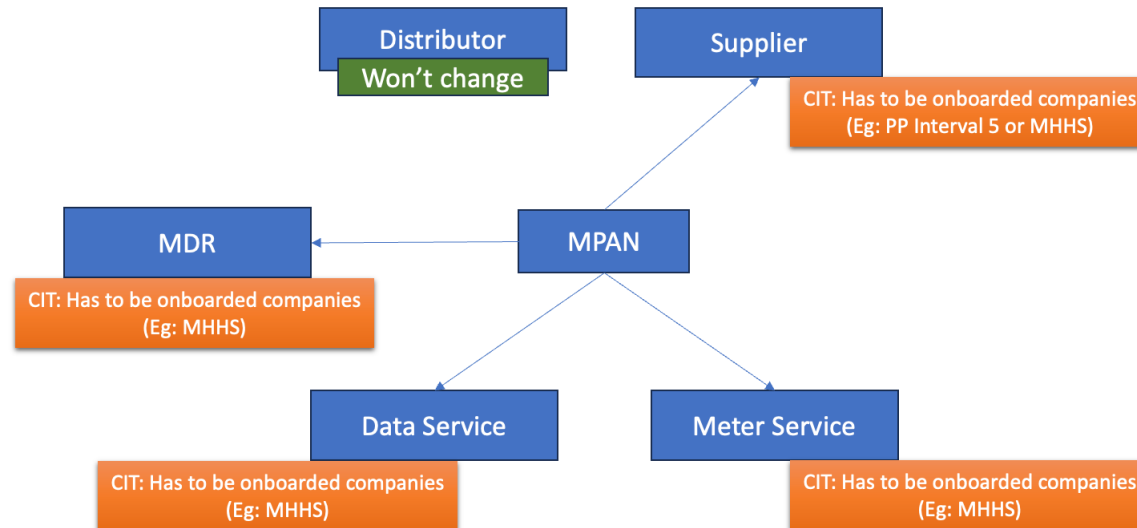 Distributor
Won't change
Supplier
CIT: Has to be onboarded companies
(Eg: PP Interval 5 or MHHS)
MDR
CIT: Has to be onboarded companies
(Eg: MHHS)
MPAN
Data Service
CIT: Has to be onboarded companies
(Eg: MHHS)
Meter Service
CIT: Has to be onboarded companies
(Eg: MHHS)